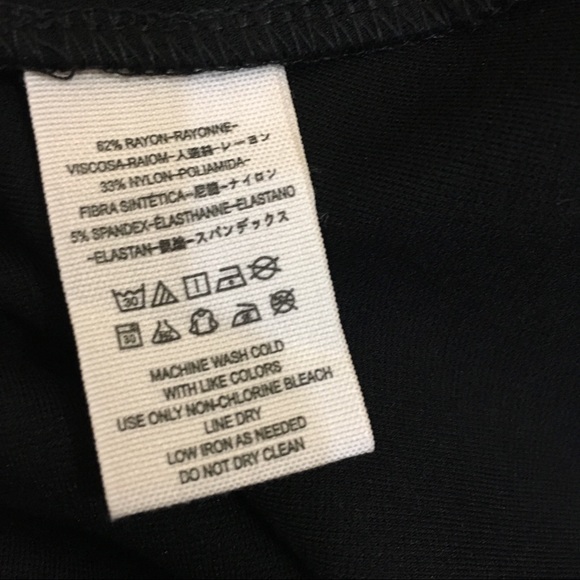 62% RAYON-RAYONNE-
VISCOSA-RAIOM-人造絲-レーヨン
33% NYLON-POLIAMIDA-
FIBRA SINTETICA-尼龍-ナイロン
5% SPANDEX-ELASTHANNE-ELASTANO
-ELASTAN-氨綸-スパンデックス
30
30
MACHINE WASH COLD
WITH LIKE COLORS
USE ONLY NON-CHLORINE BLEACH
LINE DRY
LOW IRON AS NEEDED
DO NOT DRY CLEAN